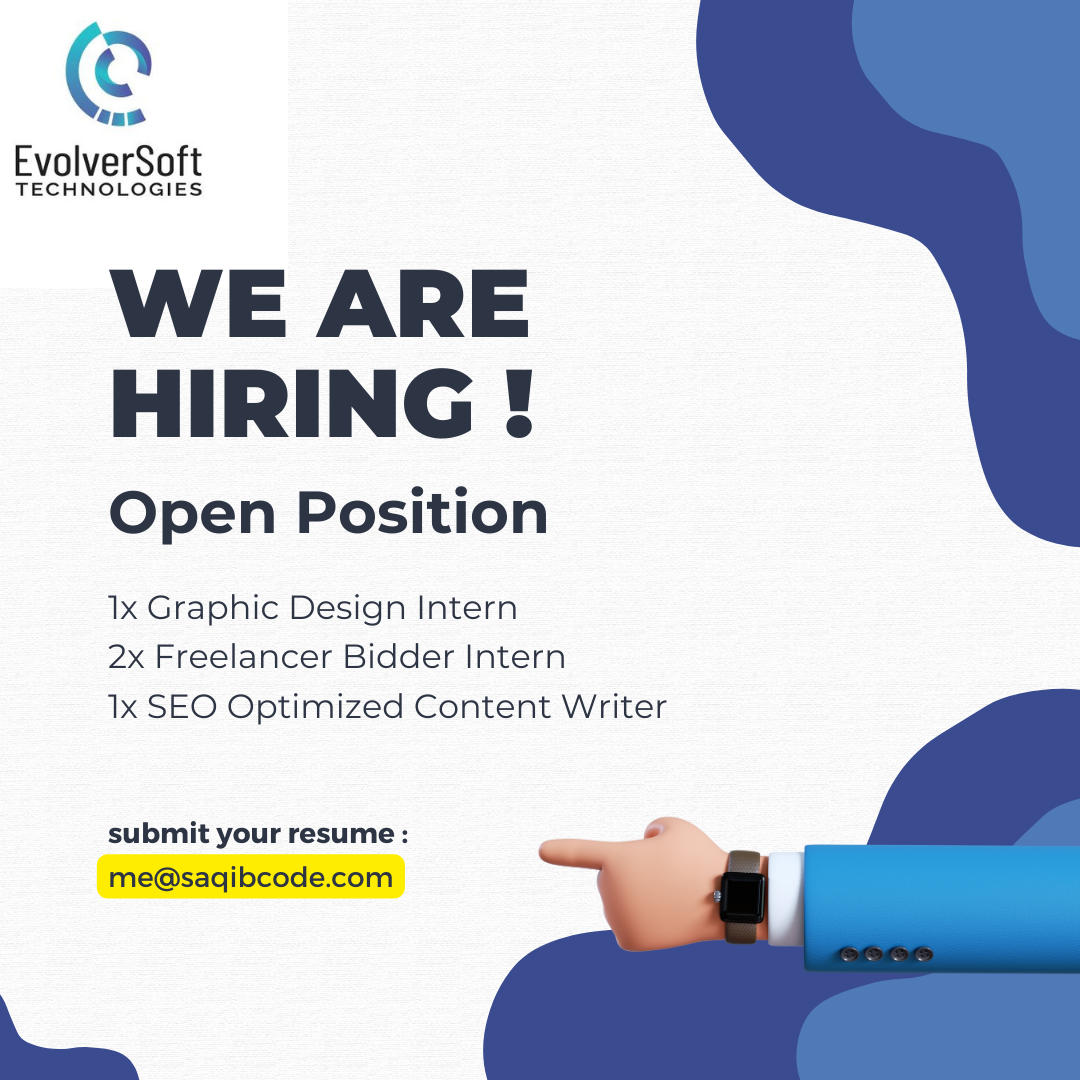 EvolverSoft
TECHNOLOGIES
WE ARE
HIRING !
Open Position
1x Graphic Design Intern
2x Freelancer Bidder Intern
1x SEO Optimized Content Writer
submit your resume :
me@saqibcode.com